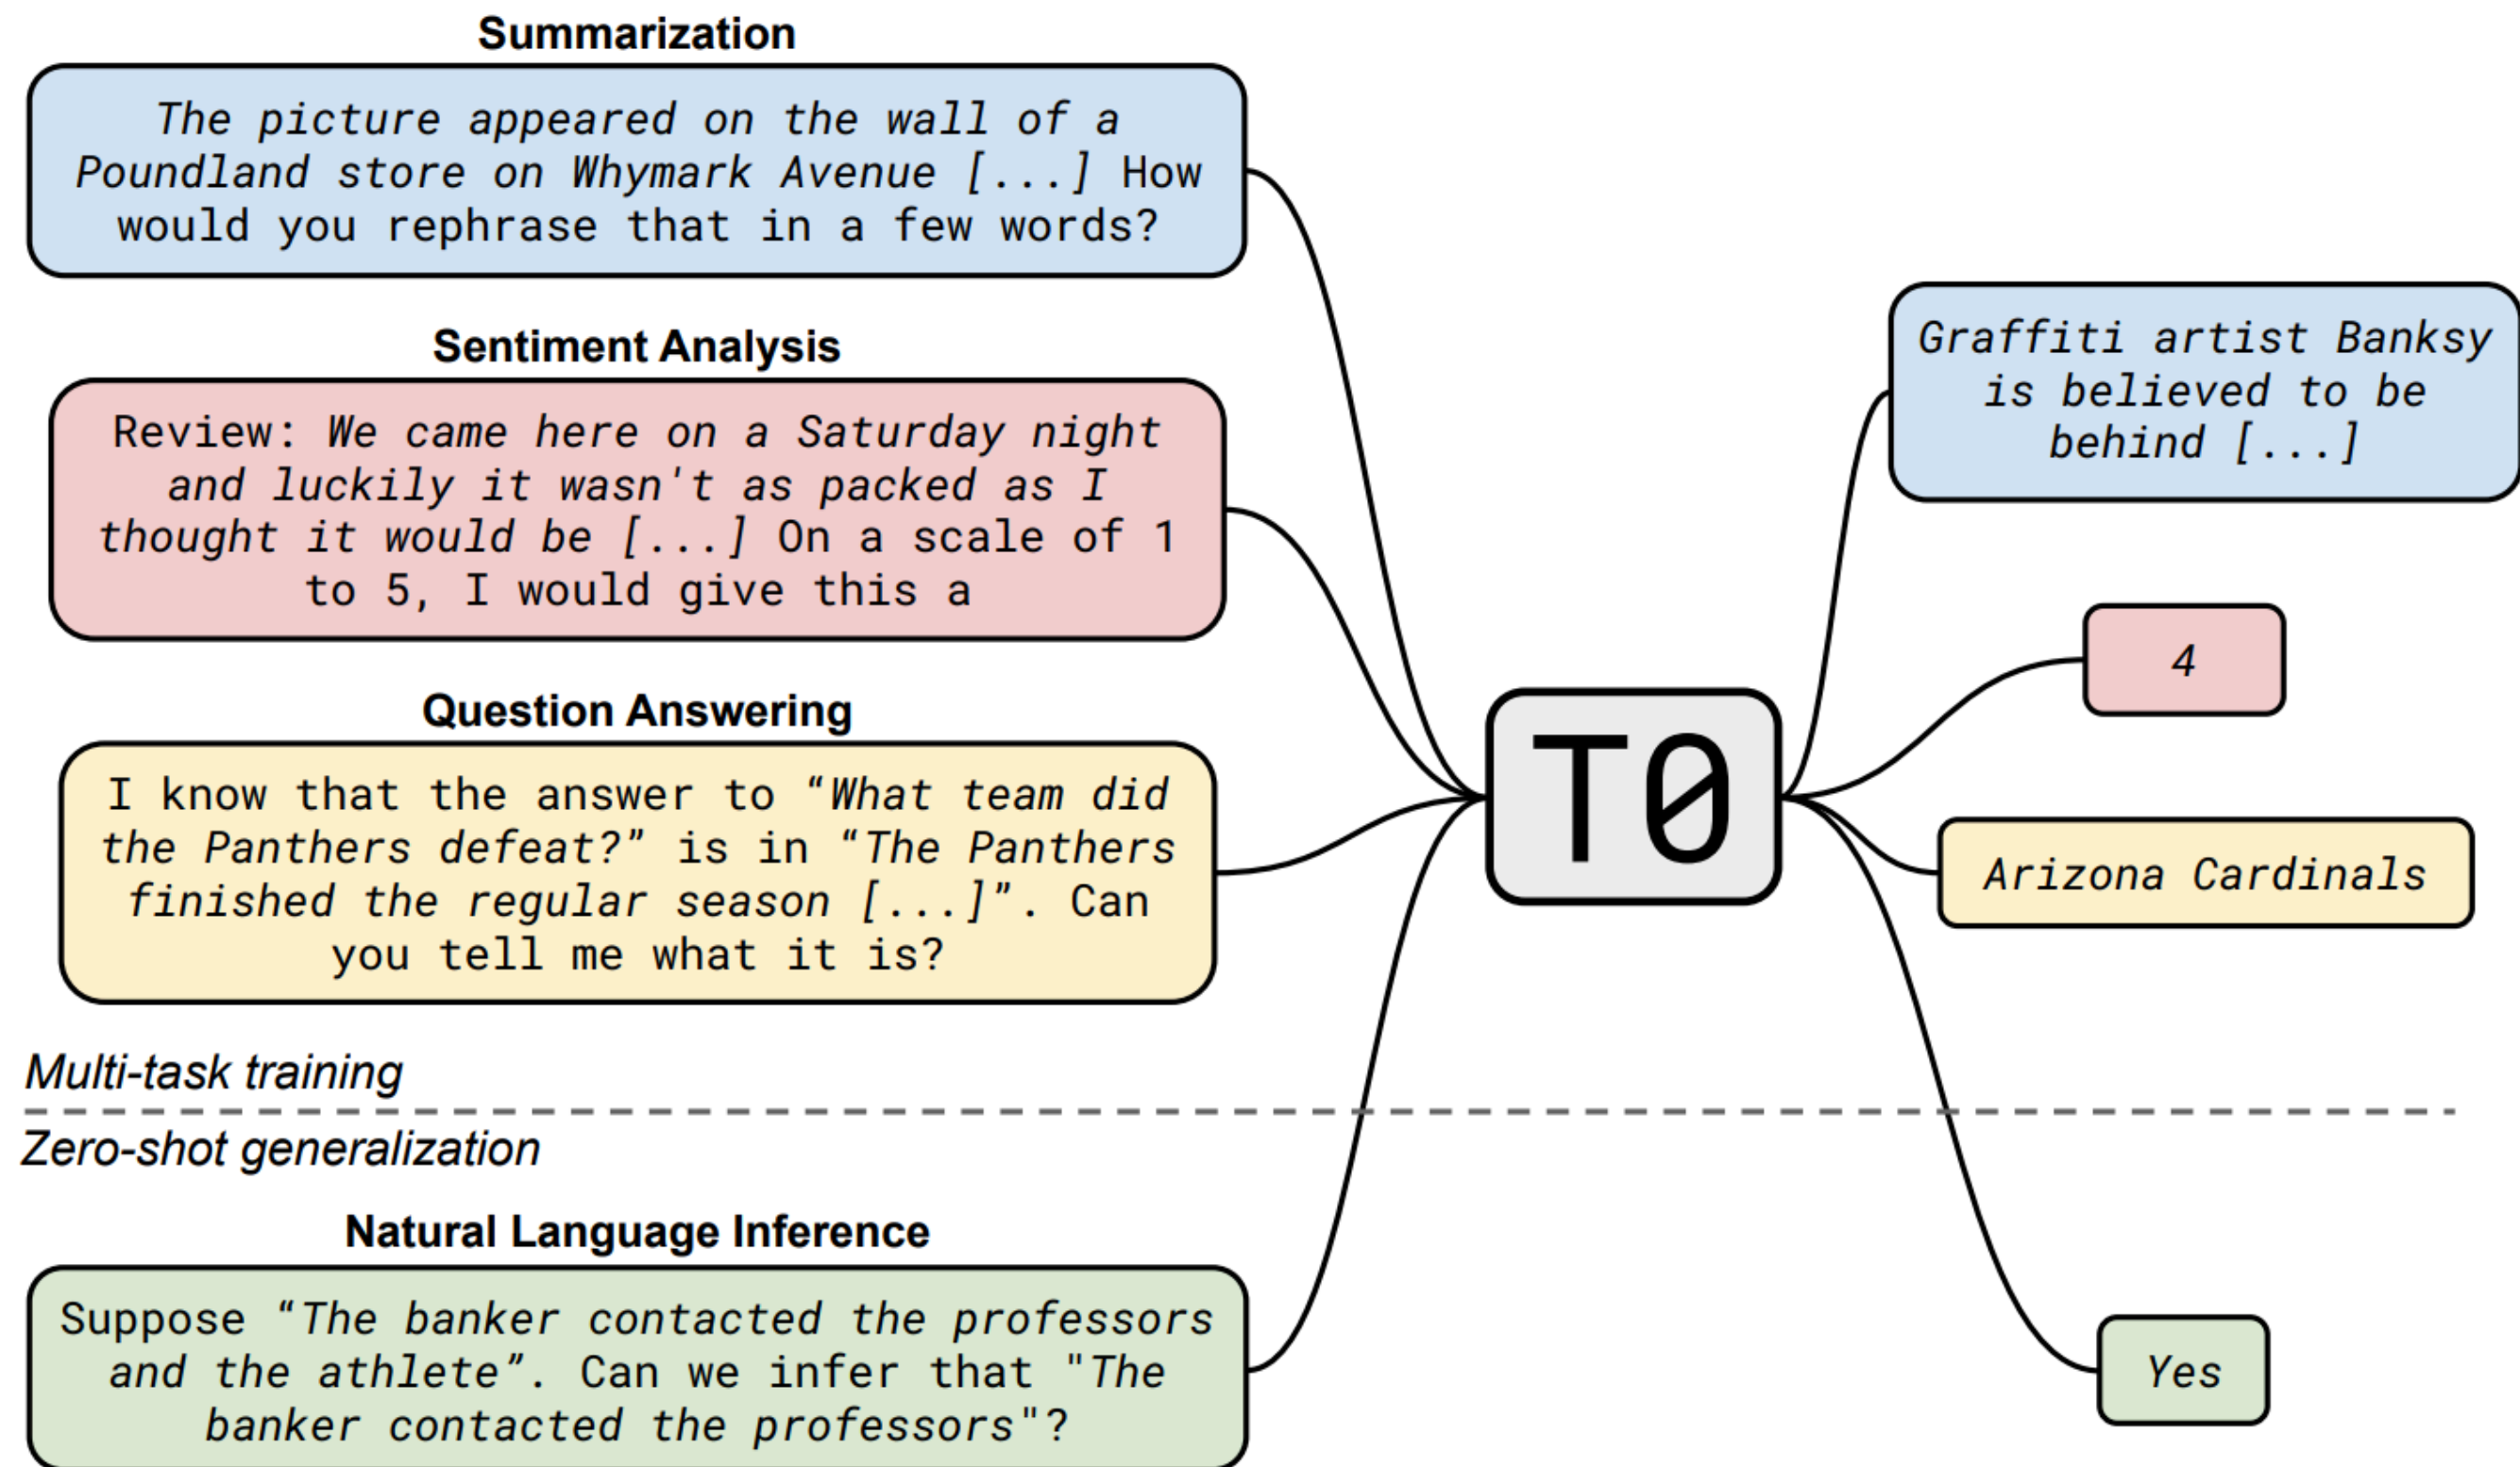 Summarization
The picture appeared on the wall of a
Poundland store on Whymark Avenue [...] How
would you rephrase that in a few words?
Sentiment Analysis
Review: We came here on a Saturday night
and luckily it wasn't as packed as I
thought it would be [...] On a scale of 1
to 5, I would give this a
Question Answering
I know that the answer to “What team did
the Panthers defeat?” is in “The Panthers
finished the regular season [...]”. Can
you tell me what it is?
Multi-task training
Zero-shot generalization
Natural Language Inference
Suppose “The banker contacted the professors
and the athlete”. Can we infer that "The
banker contacted the professors"?
T0
Graffiti artist Banksy
is believed to be
behind [...]
4
Arizona Cardinals
Yes